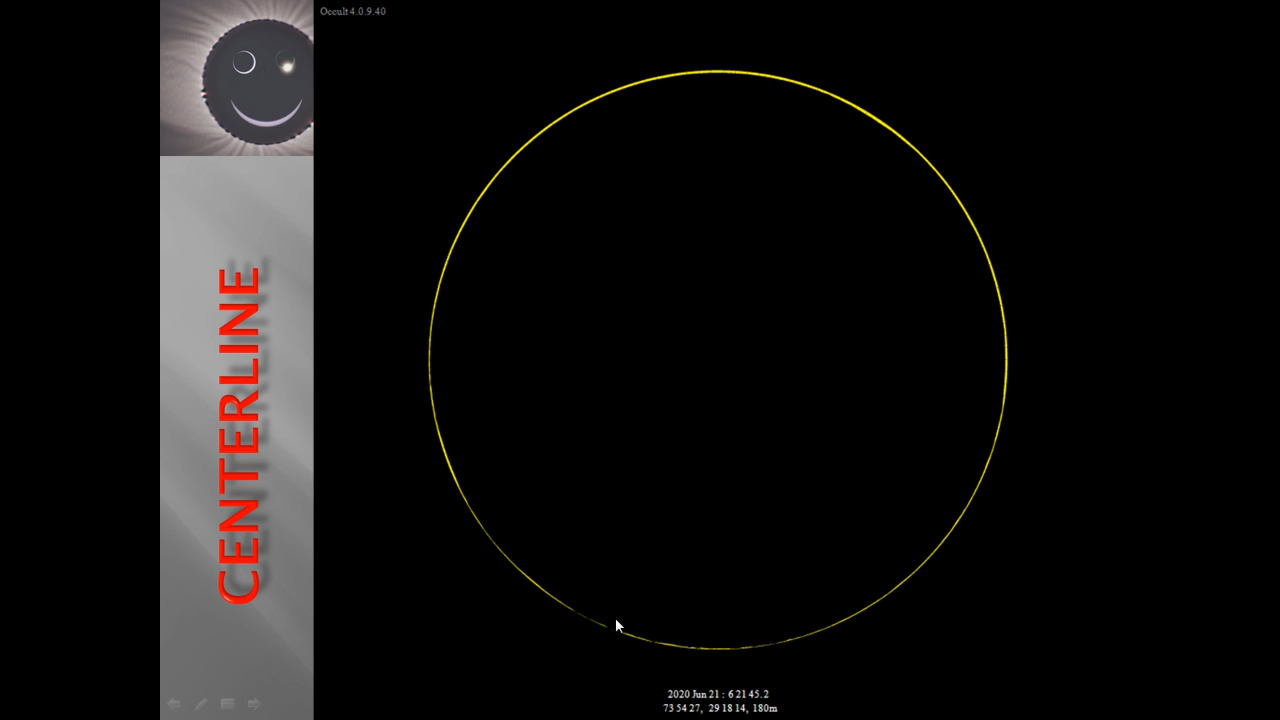 Occult 4.0.9.40
CENTERLINE
2020 Jun 21 : 6 21 45.2
73 54 27, 29 18 14, 180m